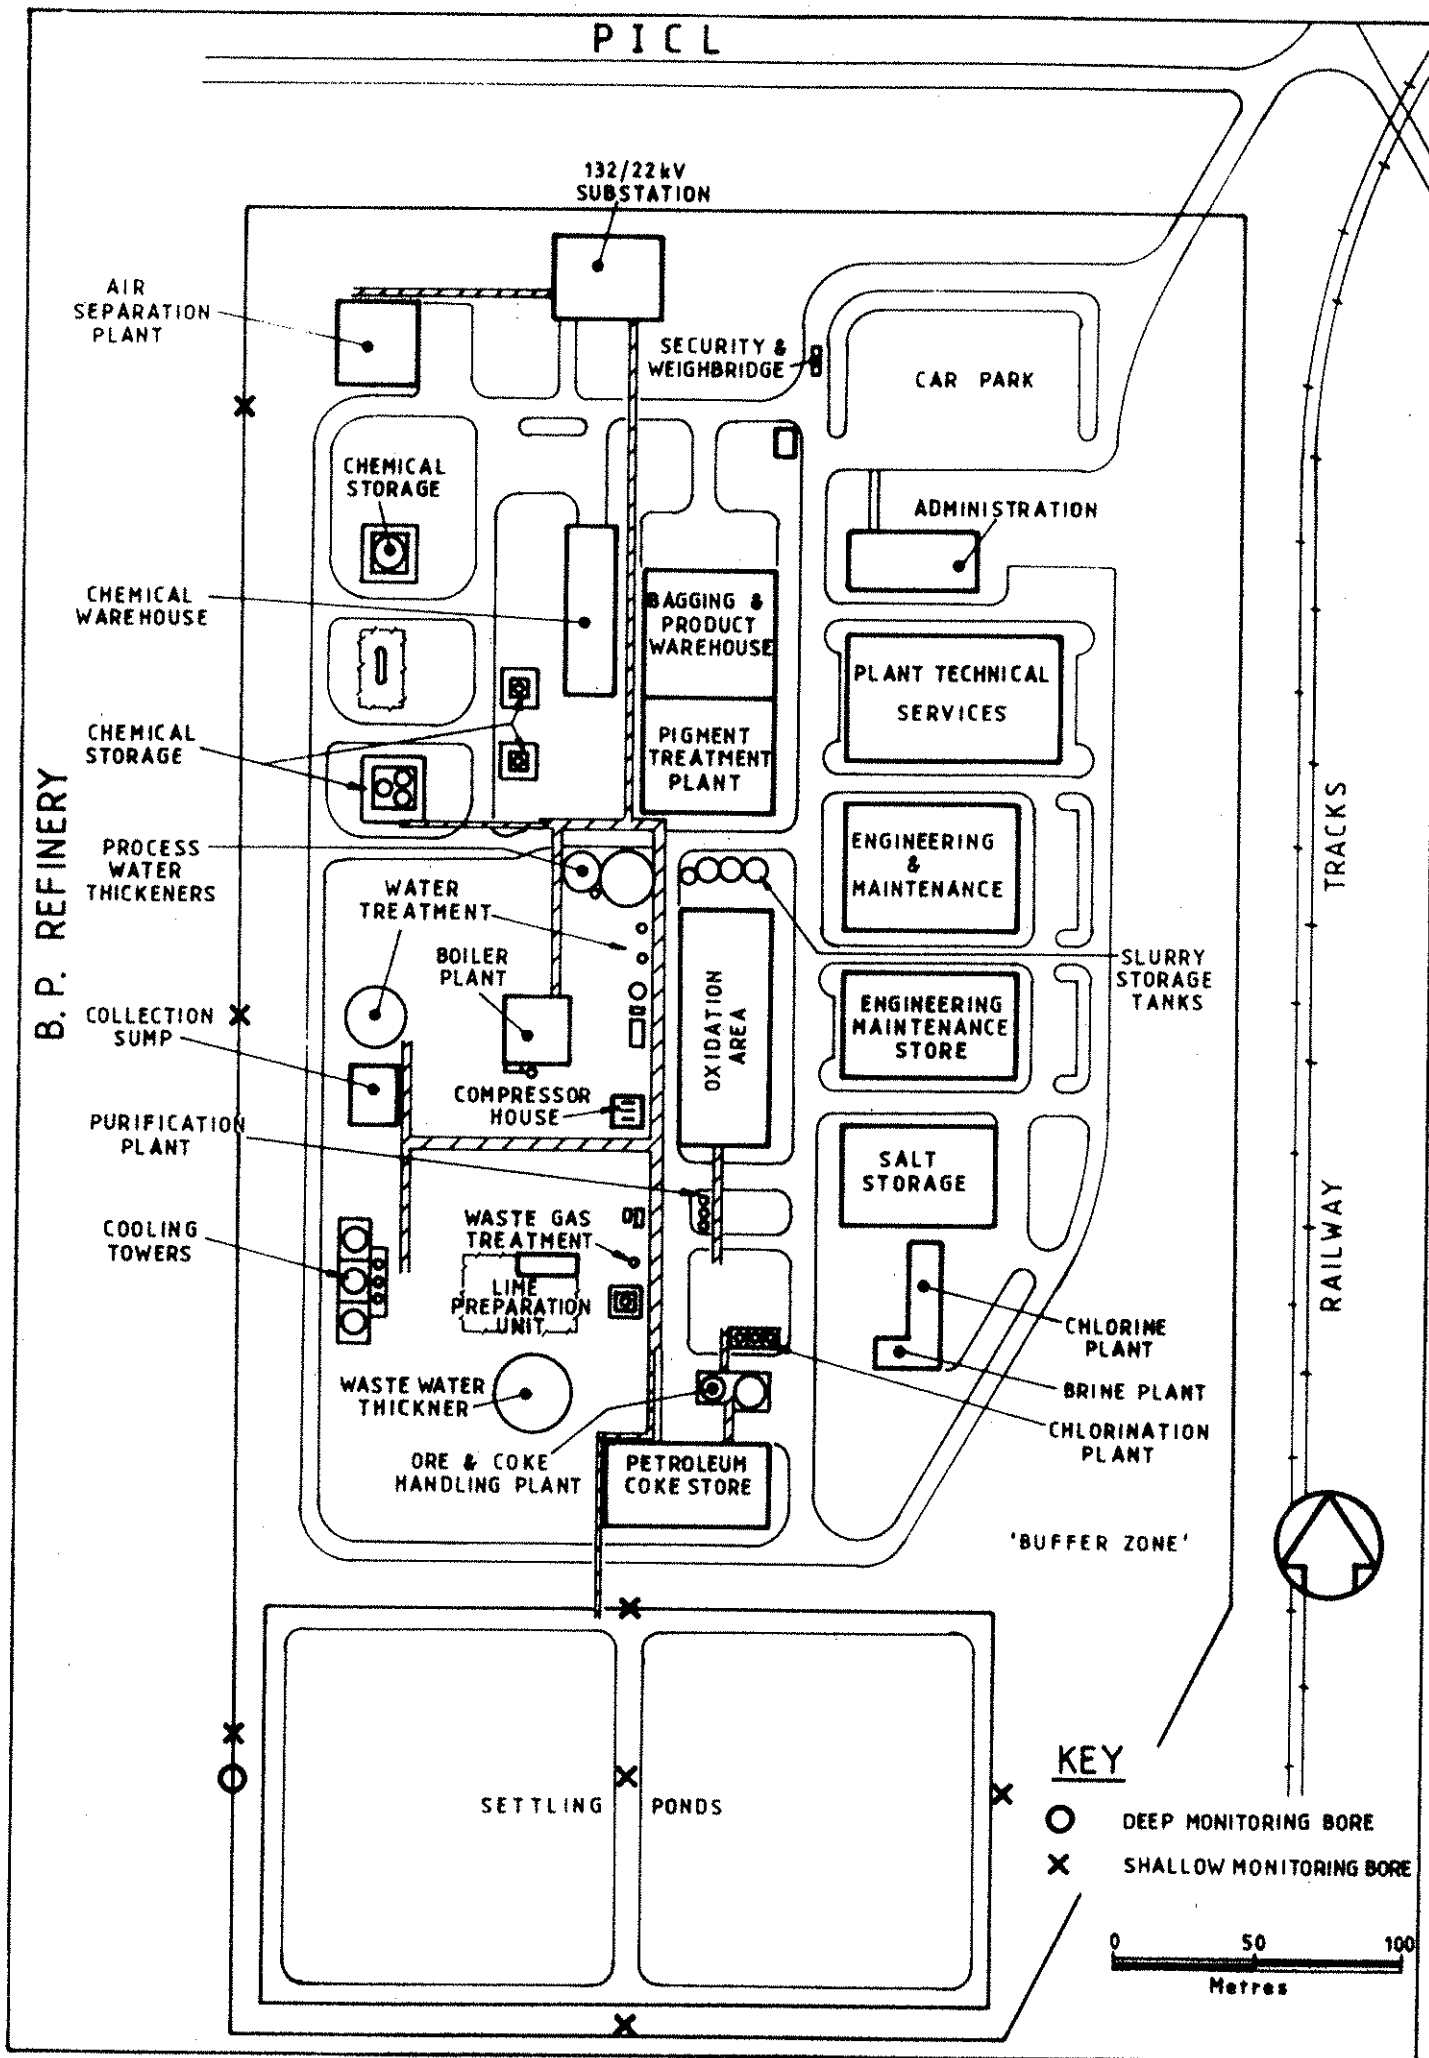 PICL
132/22kV
SUBSTATION
AIR
SEPARATION
PLANT
SECURITY &
WEIGHBRIDGE
CAR PARK
CHEMICAL
STORAGE
ADMINISTRATION
CHEMICAL
WAREHOUSE
BAGGING &
PRODUCT
WAREHOUSE
PLANT TECHNICAL
SERVICES
CHEMICAL
STORAGE
PIGMENT
TREATMENT
PLANT
B.P. REFINERY
RAILWAY TRACKS
PROCESS
WATER
THICKENERS
WATER
TREATMENT
ENGINEERING
&
MAINTENANCE
BOILER
PLANT
OXIDATION
AREA
SLURRY
STORAGE
TANKS
COLLECTION
SUMP
ENGINEERING
MAINTENANCE
STORE
COMPRESSOR
HOUSE
PURIFICATION
PLANT
SALT
STORAGE
COOLING
TOWERS
WASTE GAS
TREATMENT
LIME
PREPARATION
UNIT
CHLORINE
PLANT
WASTE WATER
THICKNER
BRINE PLANT
CHLORINATION
PLANT
ORE & COKE
HANDLING PLANT
PETROLEUM
COKE STORE
'BUFFER ZONE'
SETTLING PONDS
KEY
DEEP MONITORING BORE
SHALLOW MONITORING BORE
0 50 100
Metres